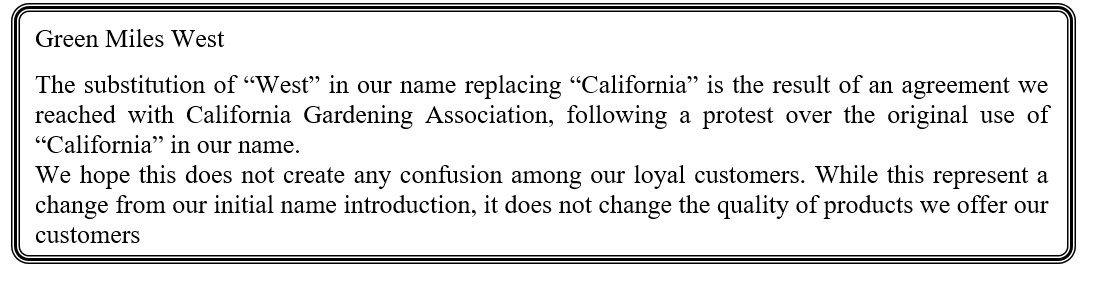 Green Miles West
The substitution of “West” in our name replacing “California” is the result of an agreement we
reached with California Gardening Association, following a protest over the original use of
“California” in our name.
We hope this does not create any confusion among our loyal customers. While this represent a
change from our initial name introduction, it does not change the quality of products we offer our
customers